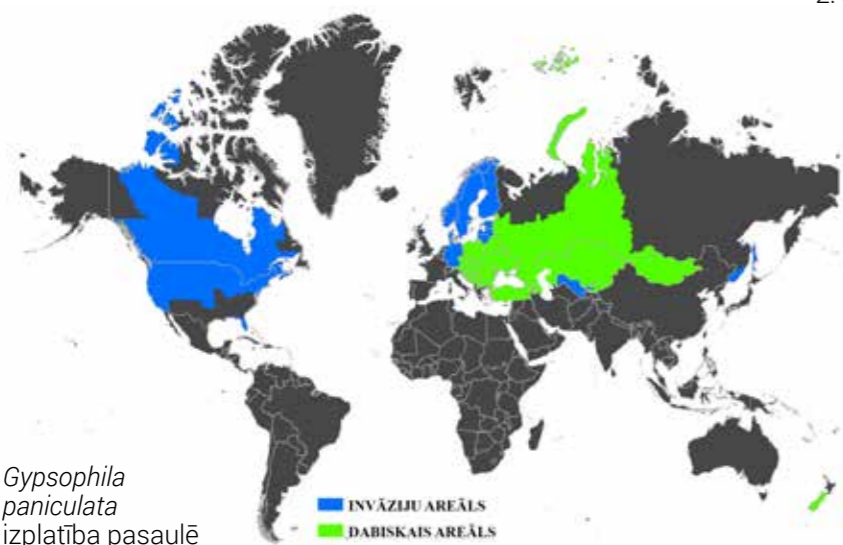 2.
Gypsophila
paniculata
izplatība pasaulē
INVĀZIJU AREĀLS
DABISKAIS AREĀLS